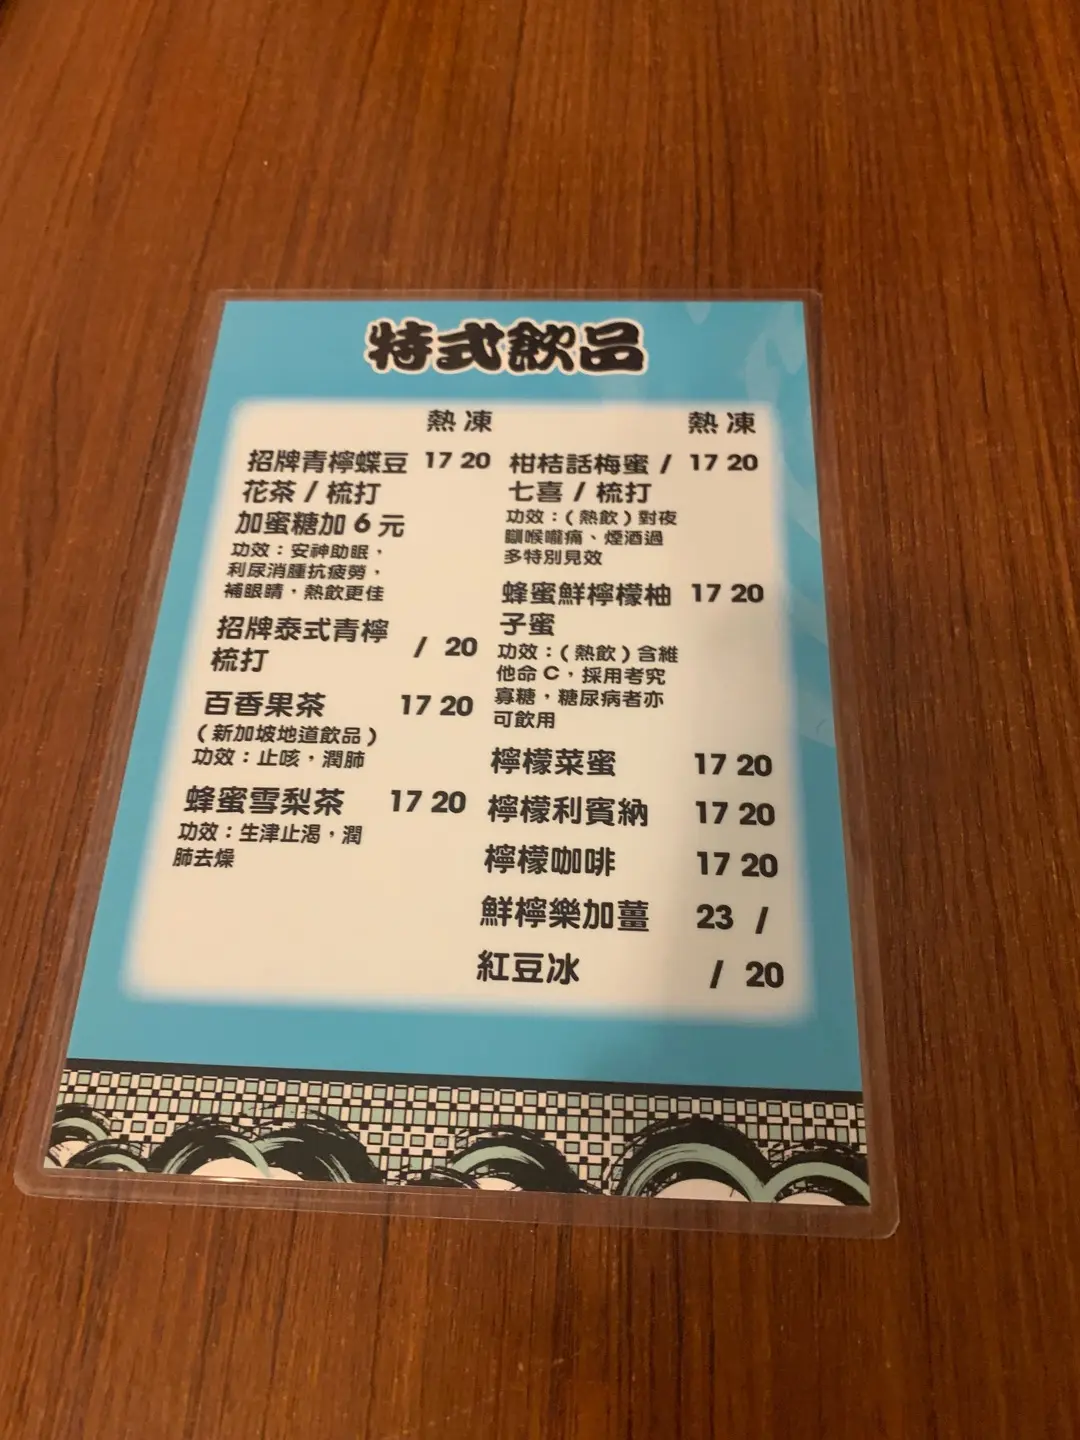 特式飲品
熱 凍
招牌青檸蝶豆 17 20
花茶 / 梳打
加蜜糖加 6 元
功效：安神助眠，
利尿消腫抗疲勞，
補眼睛，熱飲更佳
招牌泰式青檸
梳打 / 20
百香果茶 17 20
（新加坡地道飲品）
功效：止咳，潤肺
蜂蜜雪梨茶 17 20
功效：生津止渴，潤
肺去燥
熱 凍
柑桔話梅蜜 / 17 20
七喜 / 梳打
功效：（熱飲）對夜
瞓喉嚨痛、煙酒過
多特別見效
蜂蜜鮮檸檬柚 17 20
子蜜
功效：（熱飲）含維
他命 C，採用者究
寡糖，糖尿病者亦
可飲用
檸檬菜蜜 17 20
檸檬利賓納 17 20
檸檬咖啡 17 20
鮮檸樂加薑 23 /
紅豆冰 / 20